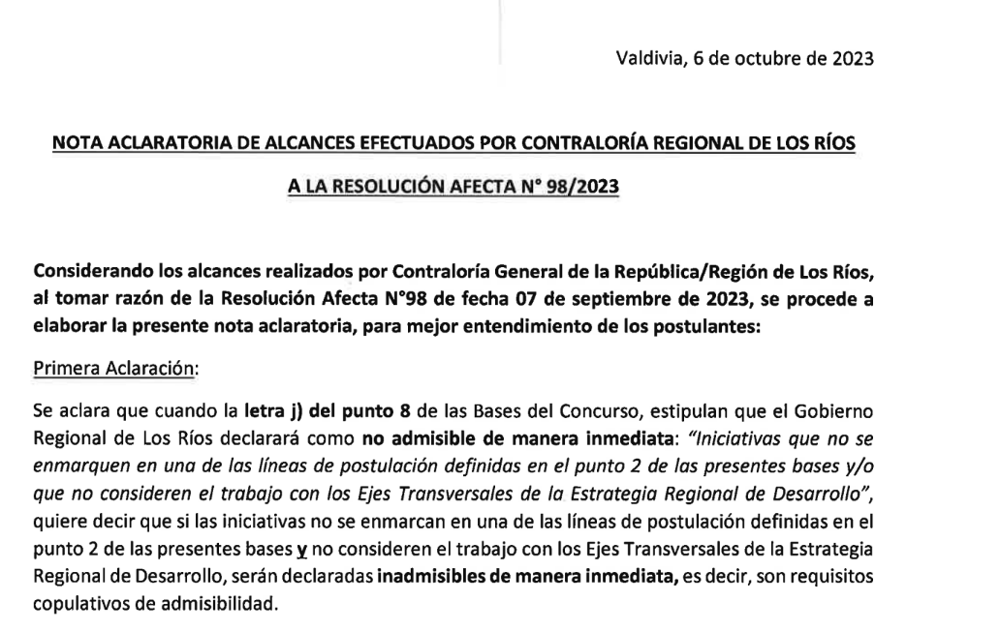 Valdivia, 6 de octubre de 2023
NOTA ACLARATORIA DE ALCANCES EFECTUADOS POR CONTRALORÍA REGIONAL DE LOS RÍOS
A LA RESOLUCIÓN AFECTA N° 98/2023
Considerando los alcances realizados por Contraloría General de la República/Región de Los Ríos,
al tomar razón de la Resolución Afecta N°98 de fecha 07 de septiembre de 2023, se procede a
elaborar la presente nota aclaratoria, para mejor entendimiento de los postulantes:
Primera Aclaración:
Se aclara que cuando la letra j) del punto 8 de las Bases del Concurso, estipulan que el Gobierno
Regional de Los Ríos declarará como no admisible de manera inmediata: “Iniciativas que no se
enmarquen en una de las líneas de postulación definidas en el punto 2 de las presentes bases y/o
que no consideren el trabajo con los Ejes Transversales de la Estrategia Regional de Desarrollo”,
quiere decir que si las iniciativas no se enmarcan en una de las líneas de postulación definidas en el
punto 2 de las presentes bases y no consideren el trabajo con los Ejes Transversales de la Estrategia
Regional de Desarrollo, serán declaradas inadmisibles de manera inmediata, es decir, son requisitos
copulativos de admisibilidad.